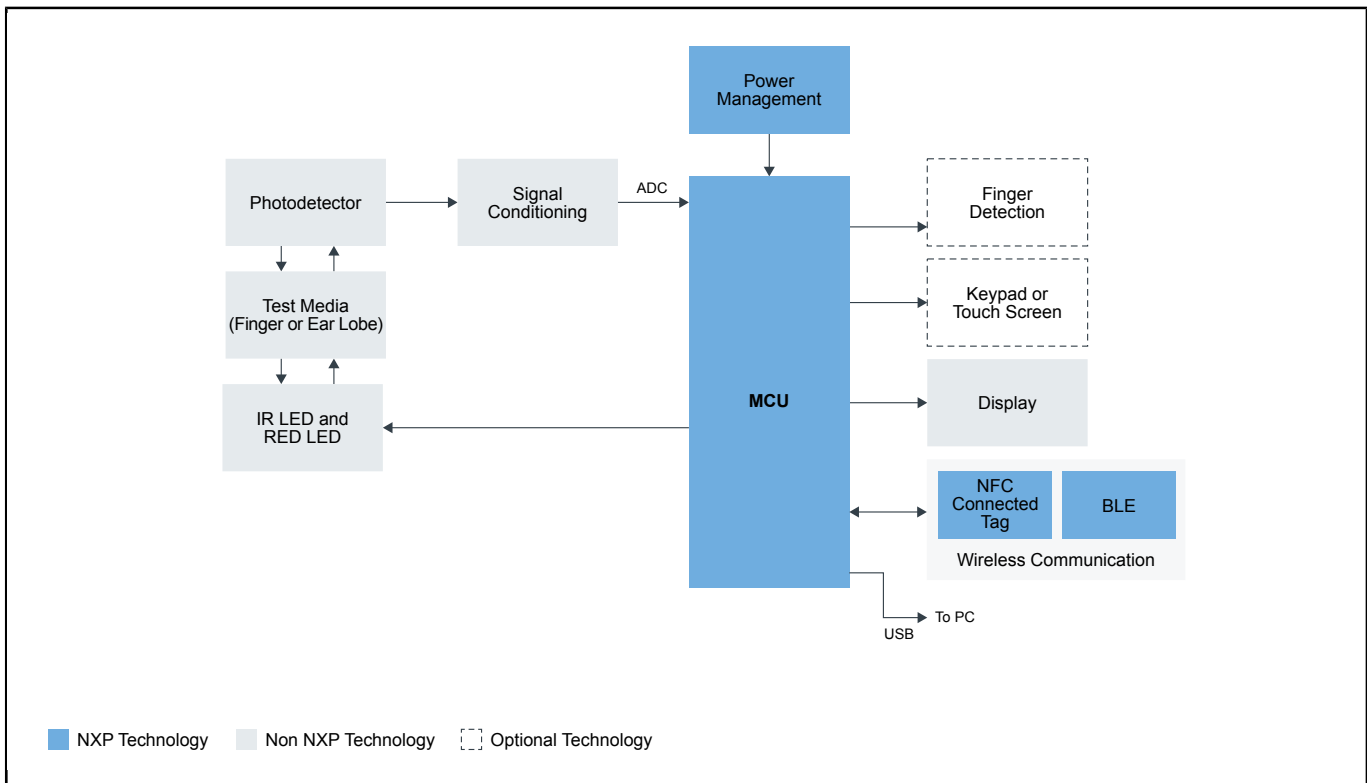 Power
Management
Photodetector
Signal
Conditioning
ADC
Finger
Detection
Test Media
(Finger or Ear Lobe)
Keypad or
Touch Screen
MCU
IR LED and
RED LED
Display
NFC
Connected
Tag
BLE
Wireless Communication
USB
To PC
NXP Technology
Non NXP Technology
Optional Technology